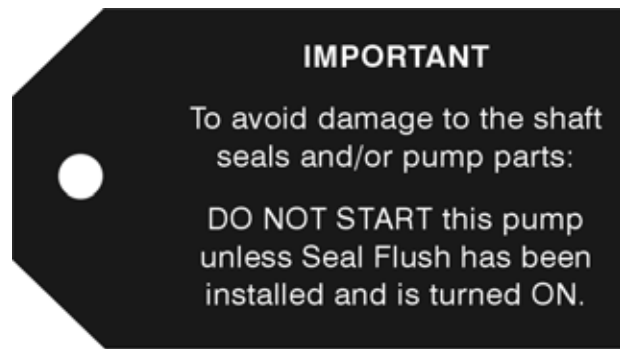 IMPORTANT
To avoid damage to the shaft
seals and/or pump parts:
DO NOT START this pump
unless Seal Flush has been
installed and is turned ON.